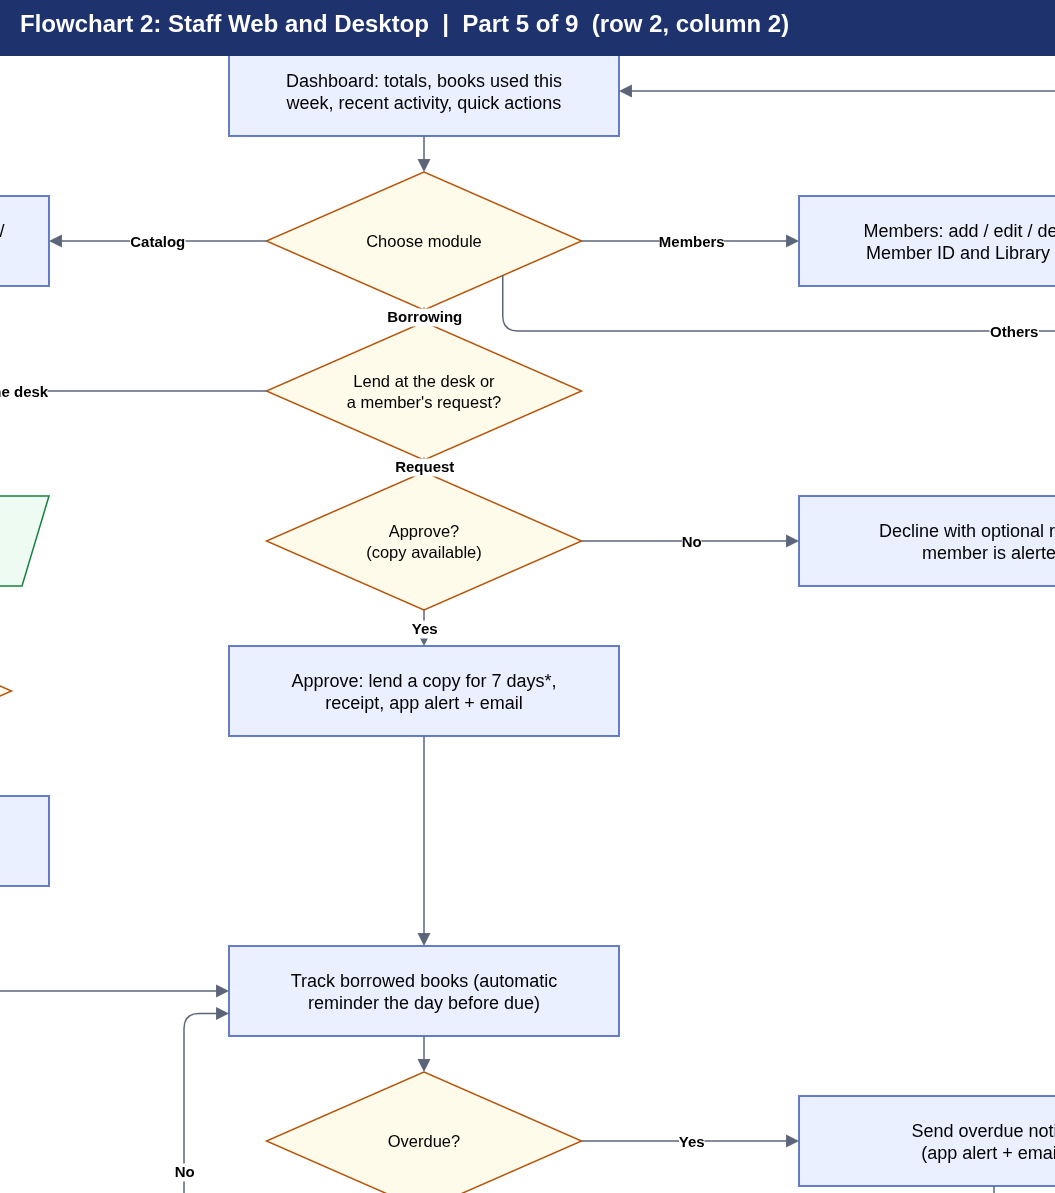 Flowchart 2: Staff Web and Desktop | Part 5 of 9 (row 2, column 2)
Dashboard: totals, books used this
week, recent activity, quick actions
/
Catalog
Choose module
Members
Members: add / edit / de
Member ID and Library
Borrowing
Others
Lend at the desk or
a member's request?
e desk
Request
Approve?
(copy available)
No
Decline with optional r
member is alerte
Yes
Approve: lend a copy for 7 days*,
receipt, app alert + email
Track borrowed books (automatic
reminder the day before due)
Overdue?
Yes
Send overdue noti
(app alert + emai
No